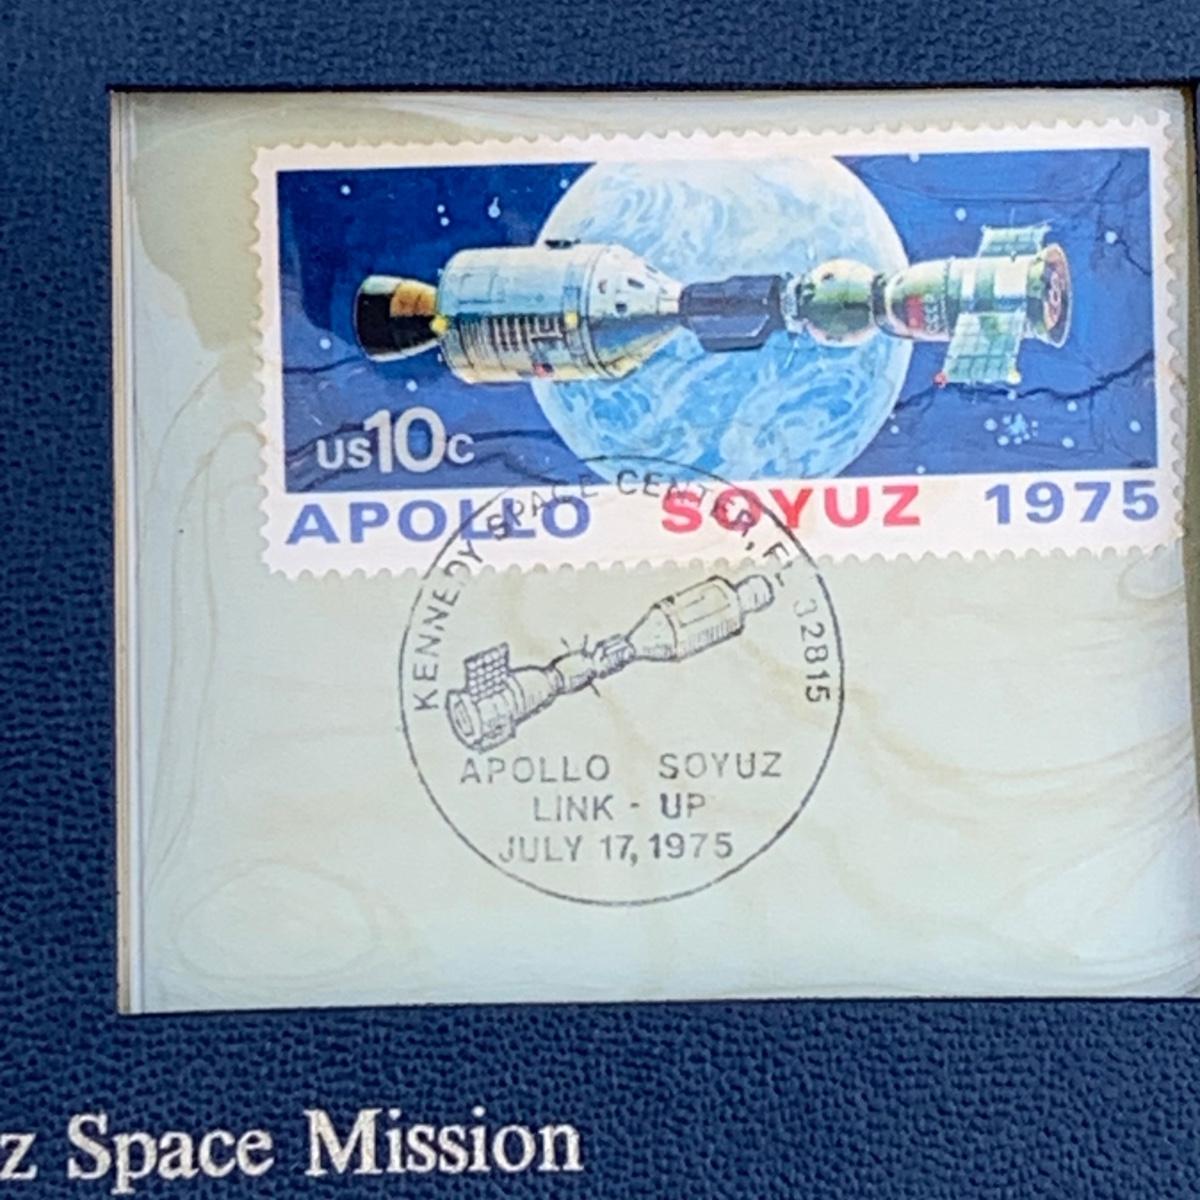 US10c
APOLLO SOYUZ 1975
KENNEDY SPACE CENTER, FL 32815
APOLLO SOYUZ
LINK - UP
JULY 17, 1975
z Space Mission